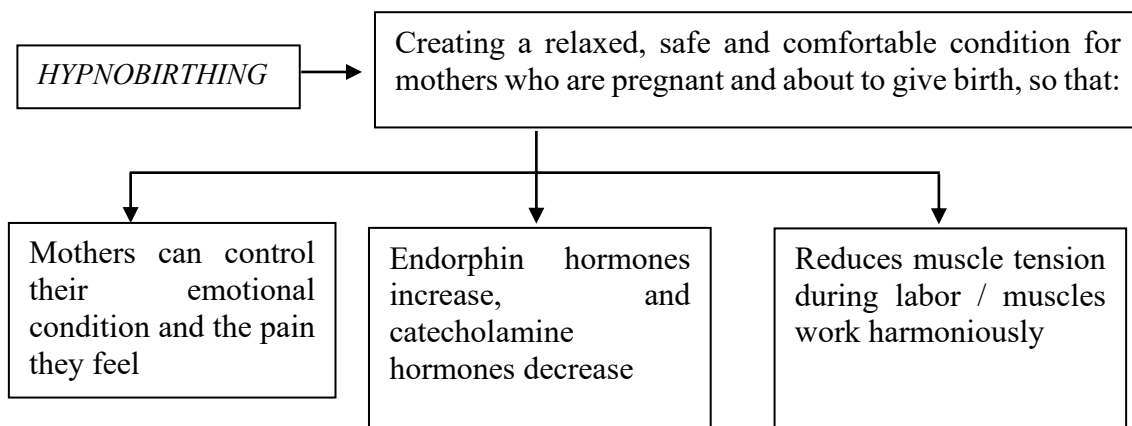 HYPNOBIRTHING
Creating a relaxed, safe and comfortable condition for
mothers who are pregnant and about to give birth, so that:
Mothers can control
their emotional
condition and the pain
they feel
Endorphin hormones
increase, and
catecholamine
hormones decrease
Reduces muscle tension
during labor / muscles
work harmoniously